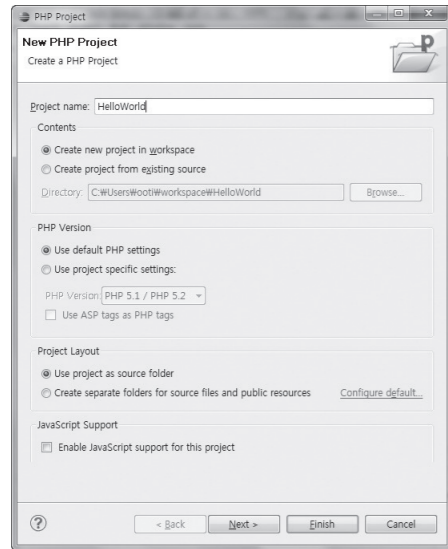 PHP Project
New PHP Project
Create a PHP Project
Project name: HelloWorld
Contents
Create new project in workspace
Create project from existing source
Directory: C:₩Users₩ooti₩workspace₩HelloWorld Browse...
PHP Version
Use default PHP settings
Use project specific settings:
PHP Version: PHP 5.1 / PHP 5.2
Use ASP tags as PHP tags
Project Layout
Use project as source folder
Create separate folders for source files and public resources Configure default...
JavaScript Support
Enable JavaScript support for this project
< Back Next > Finish Cancel